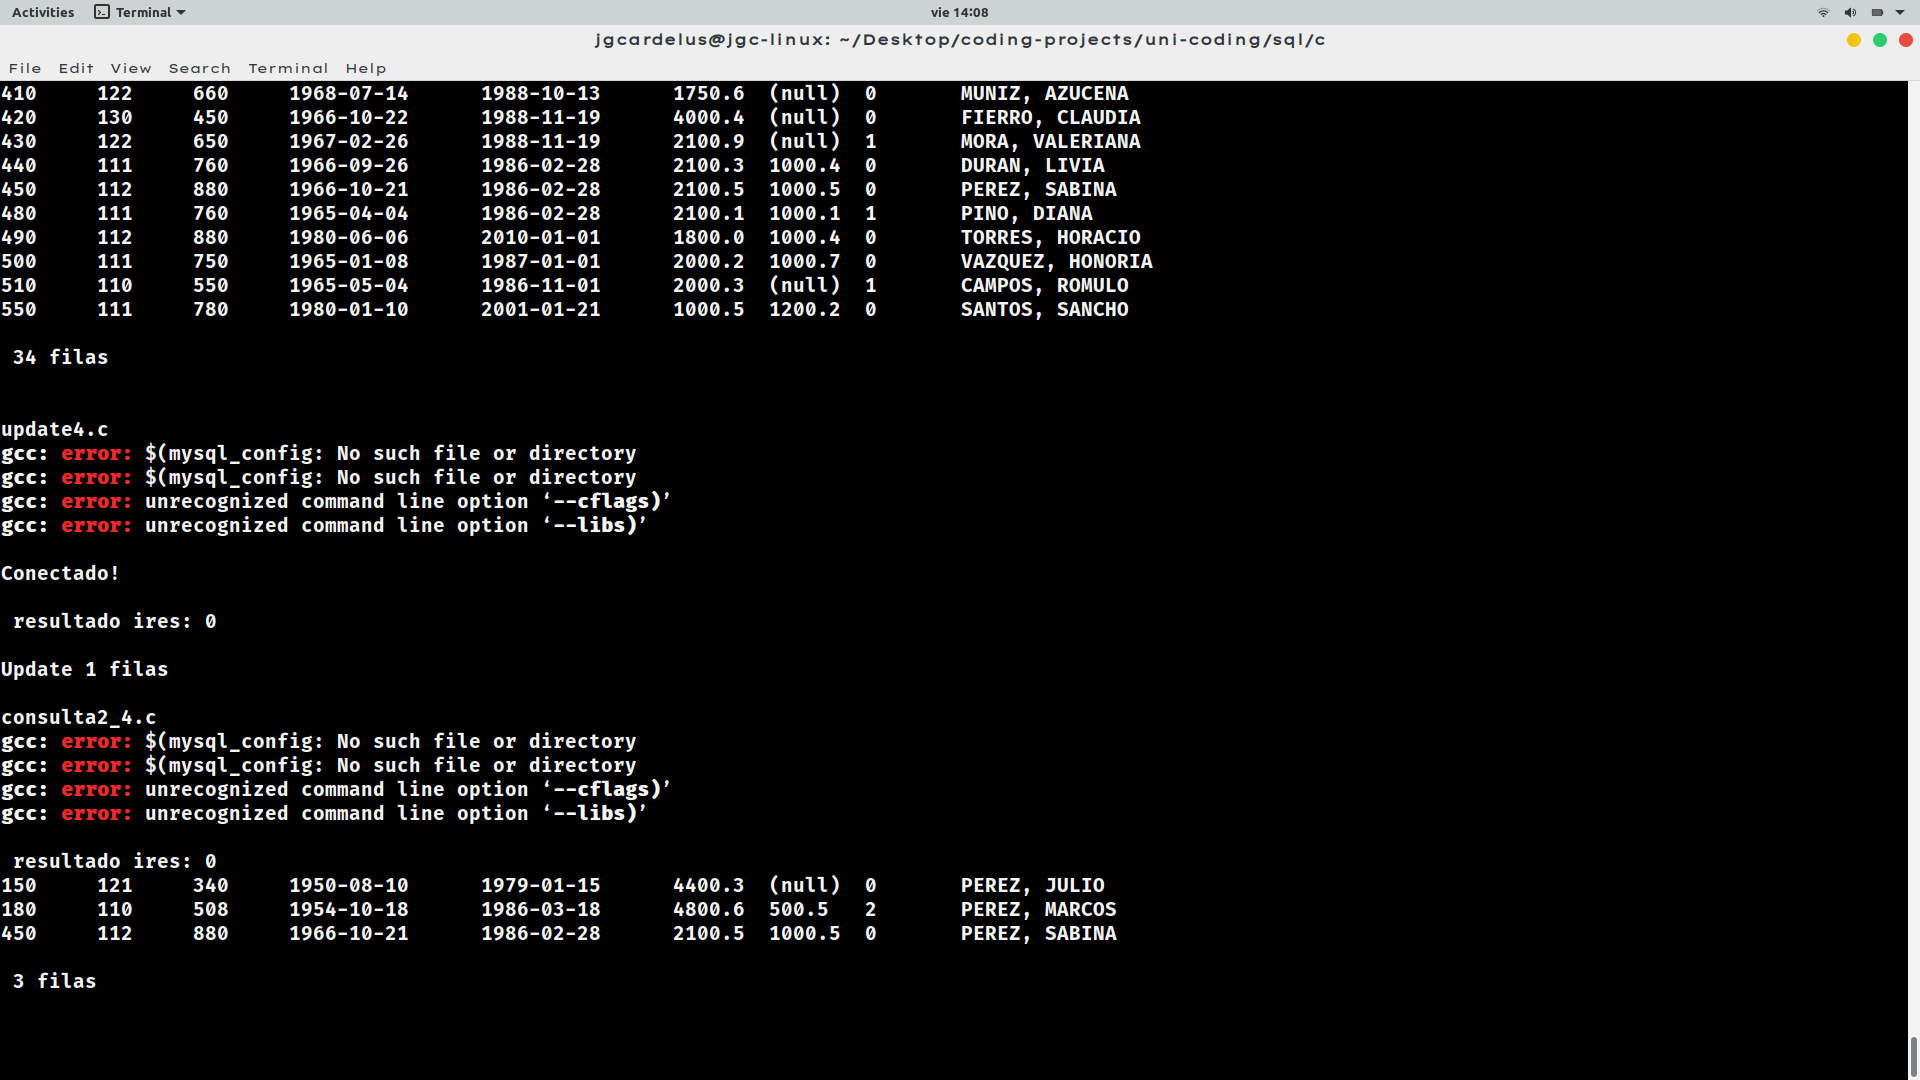 Activities Terminal vie 14:08
jgcardelus@jgc-linux: ~/Desktop/coding-projects/uni-coding/sql/c
File Edit View Search Terminal Help
410 122 660 1968-07-14 1988-10-13 1750.6 (null) 0 MUNIZ, AZUCENA
420 130 450 1966-10-22 1988-11-19 4000.4 (null) 0 FIERRO, CLAUDIA
430 122 650 1967-02-26 1988-11-19 2100.9 (null) 1 MORA, VALERIANA
440 111 760 1966-09-26 1986-02-28 2100.3 1000.4 0 DURAN, LIVIA
450 112 880 1966-10-21 1986-02-28 2100.5 1000.5 0 PEREZ, SABINA
480 111 760 1965-04-04 1986-02-28 2100.1 1000.1 1 PINO, DIANA
490 112 880 1980-06-06 2010-01-01 1800.0 1000.4 0 TORRES, HORACIO
500 111 750 1965-01-08 1987-01-01 2000.2 1000.7 0 VAZQUEZ, HONORIA
510 110 550 1965-05-04 1986-11-01 2000.3 (null) 1 CAMPOS, ROMULO
550 111 780 1980-01-10 2001-01-21 1000.5 1200.2 0 SANTOS, SANCHO
34 filas
update4.c
gcc: error: $(mysql_config: No such file or directory
gcc: error: $(mysql_config: No such file or directory
gcc: error: unrecognized command line option ‘--cflags)’
gcc: error: unrecognized command line option ‘--libs)’
Conectado!
resultado ires: 0
Update 1 filas
consulta2_4.c
gcc: error: $(mysql_config: No such file or directory
gcc: error: $(mysql_config: No such file or directory
gcc: error: unrecognized command line option ‘--cflags)’
gcc: error: unrecognized command line option ‘--libs)’
resultado ires: 0
150 121 340 1950-08-10 1979-01-15 4400.3 (null) 0 PEREZ, JULIO
180 110 508 1954-10-18 1986-03-18 4800.6 500.5 2 PEREZ, MARCOS
450 112 880 1966-10-21 1986-02-28 2100.5 1000.5 0 PEREZ, SABINA
3 filas